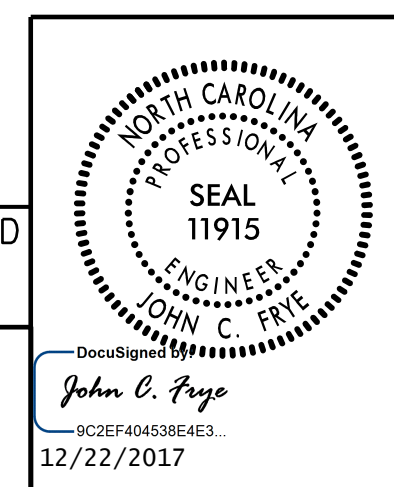 NORTH CAROLINA
PROFESSIONAL
SEAL
11915
ENGINEER
JOHN C. FRYE
D
DocuSigned by:
John C. Frye
9C2EF404538E4E3...
12/22/2017